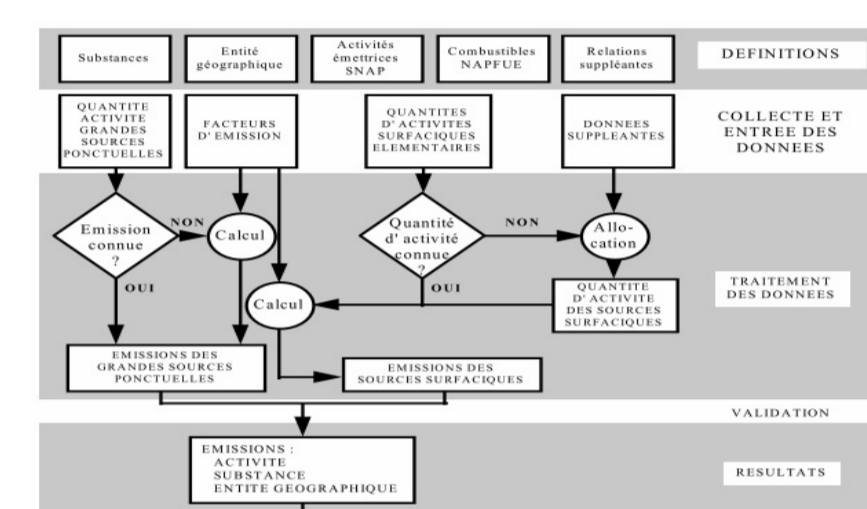 Substances
Entité
géographique
Activités
émettrices
SNAP
Combustibles
NAPFUE
Relations
suppléantes
DEFINITIONS
QUANTITE
ACTIVITE
GRANDES
SOURCES
PONCTUELLES
FACTEURS
D'EMISSION
QUANTITES
D'ACTIVITES
SURFACIQUES
ELEMENTAIRES
DONNEES
SUPPLEANTES
COLLECTE ET
ENTREE DES
DONNEES
Emission
connue
?
NON
Calcul
Quantité
d'activité
connue
?
NON
Allo-
cation
OUI
Calcul
OUI
QUANTITE
D'ACTIVITE
DES SOURCES
SURFACIQUES
TRAITEMENT
DES DONNEES
EMISSIONS DES
GRANDES SOURCES
PONCTUELLES
EMISSIONS DES
SOURCES SURFACIQUES
VALIDATION
EMISSIONS :
ACTIVITE
SUBSTANCE
ENTITE GEOGRAPHIQUE
RESULTATS